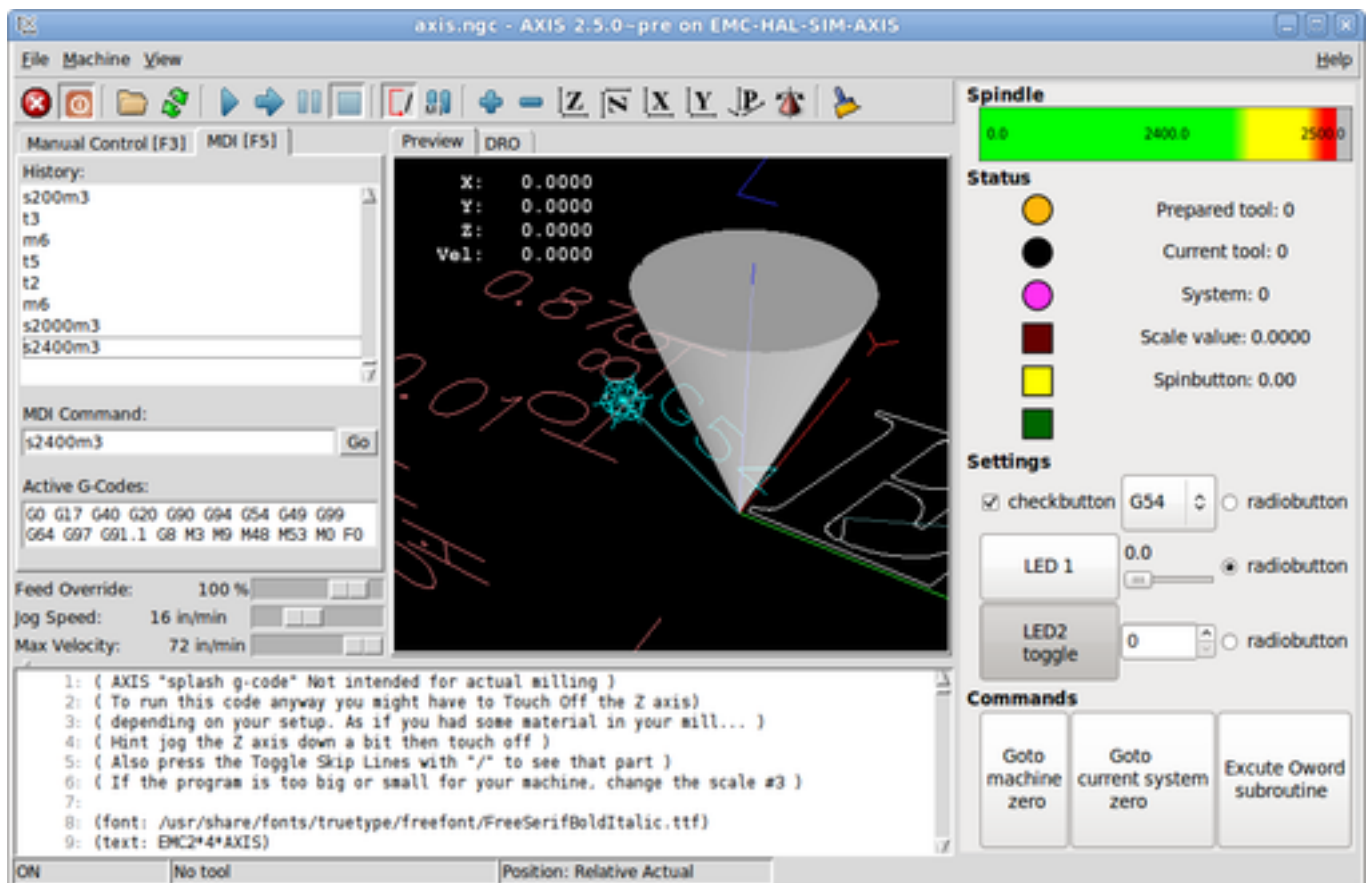 axis.ngc - AXIS 2.5.0~pre on EMC-HAL-SIM-AXIS
File Machine View Help
Z N X Y P
Manual Control [F3] MDI [F5]
History:
s200m3
t3
m6
t5
t2
m6
s2000m3
s2400m3
MDI Command:
s2400m3 Go
Active G-Codes:
G0 G17 G40 G20 G90 G94 G54 G49 G99
G64 G97 G91.1 G8 M3 M9 M48 M53 M0 F0
Feed Override: 100 %
Jog Speed: 16 in/min
Max Velocity: 72 in/min
Preview DRO
X: 0.0000
Y: 0.0000
Z: 0.0000
Vel: 0.0000
G54
Y
Spindle
0.0 2400.0 2500.0
Status
Prepared tool: 0
Current tool: 0
System: 0
Scale value: 0.0000
Spinbutton: 0.00
Settings
checkbutton G54 radiobutton
LED 1 0.0 radiobutton
LED2 toggle 0 radiobutton
Commands
Goto machine zero
Goto current system zero
Excute Oword subroutine
1: ( AXIS "splash g-code" Not intended for actual milling )
2: ( To run this code anyway you might have to Touch Off the Z axis)
3: ( depending on your setup. As if you had some material in your mill... )
4: ( Hint jog the Z axis down a bit then touch off )
5: ( Also press the Toggle Skip Lines with "/" to see that part )
6: ( If the program is too big or small for your machine, change the scale #3 )
7:
8: (font: /usr/share/fonts/truetype/freefont/FreeSerifBoldItalic.ttf)
9: (text: EMC2*4*AXIS)
ON No tool Position: Relative Actual